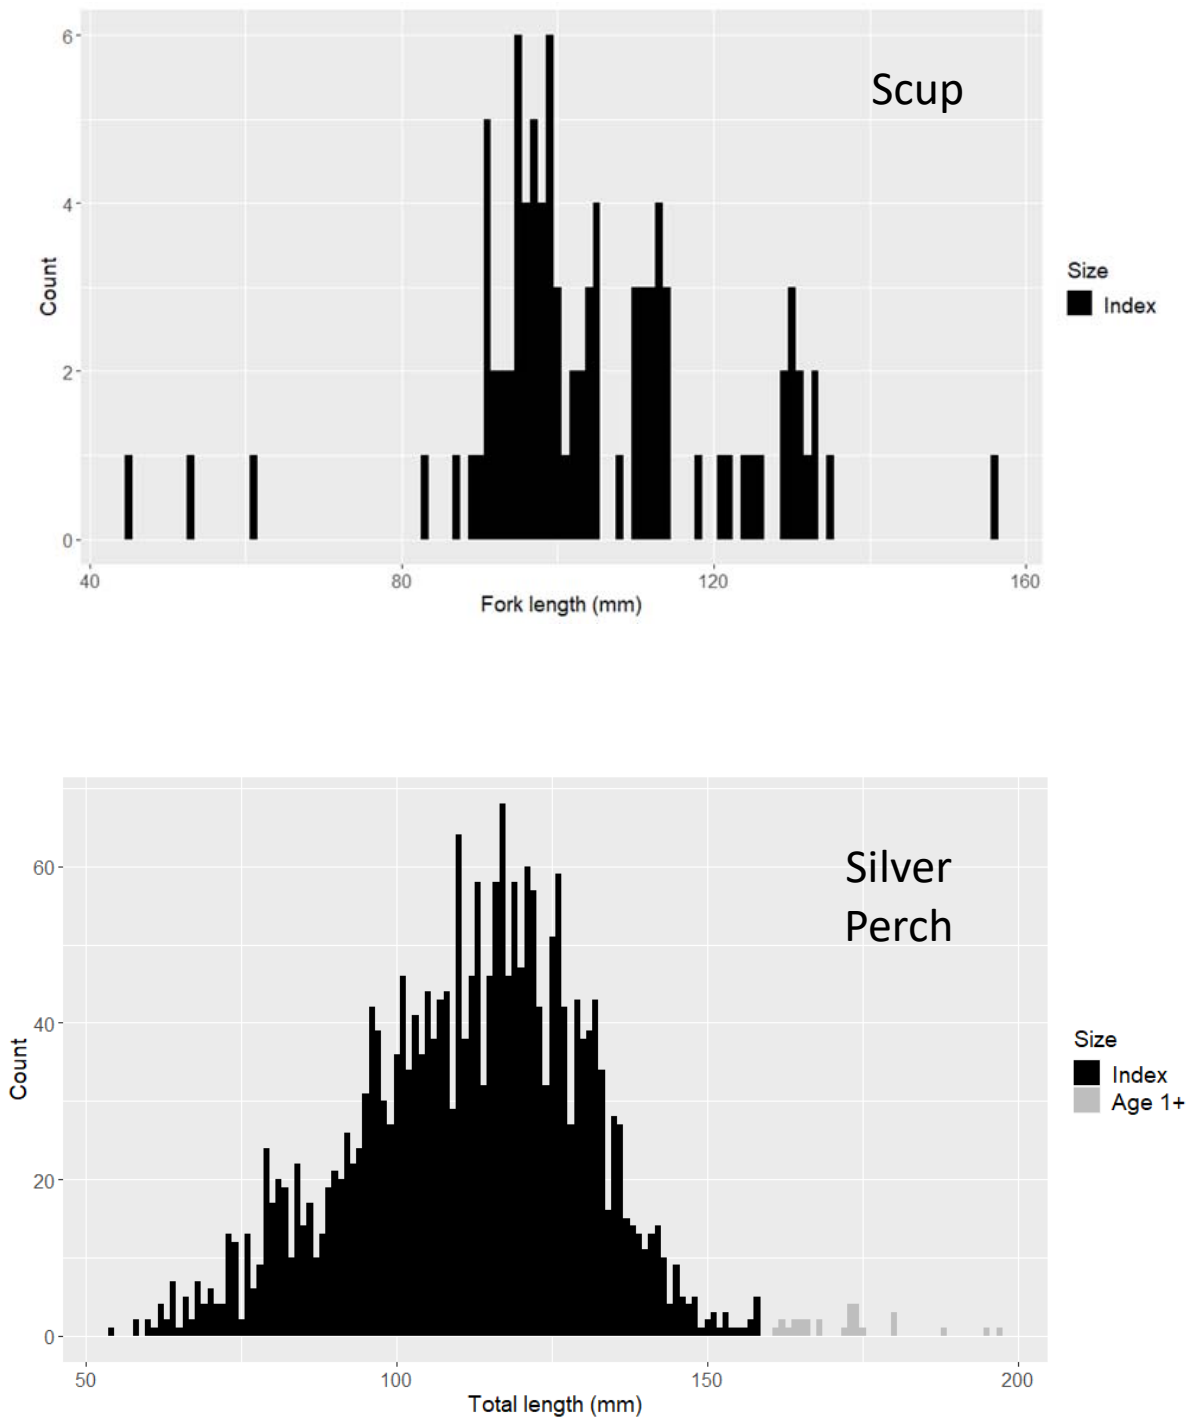 Scup
6
4
2
0
Count
40 80 120 160
Fork length (mm)
Size
Index
Silver
Perch
60
40
20
0
Count
50 100 150 200
Total length (mm)
Size
Index
Age 1+